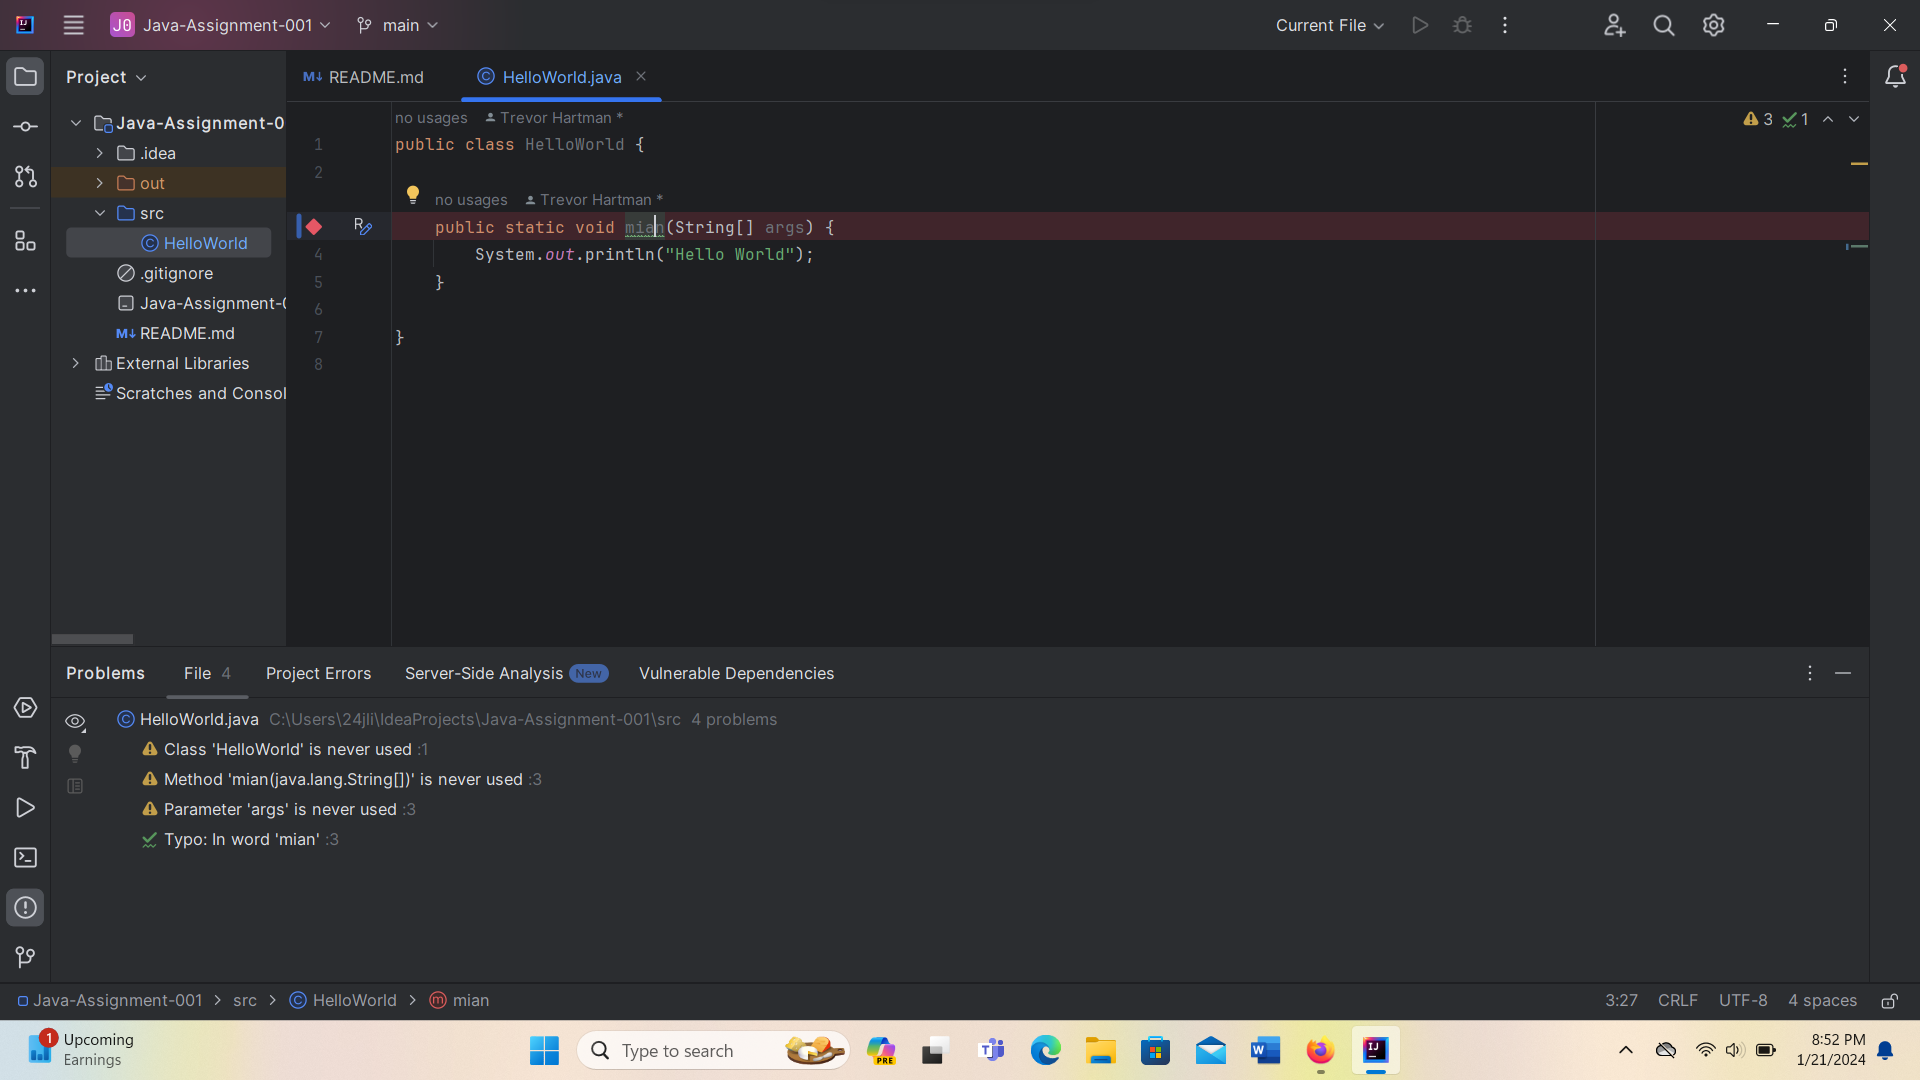 J0 Java-Assignment-001 main Current File
Project
README.md HelloWorld.java
Java-Assignment-0
.idea
out
src
HelloWorld
.gitignore
Java-Assignment-0
README.md
External Libraries
Scratches and Consol
3 1
no usages Trevor Hartman *
1 public class HelloWorld {
2
no usages Trevor Hartman *
public static void mian(String[] args) {
4 System.out.println("Hello World");
5 }
6
7 }
8
Problems File 4 Project Errors Server-Side Analysis New Vulnerable Dependencies
HelloWorld.java C:\Users\24jli\IdeaProjects\Java-Assignment-001\src 4 problems
Class 'HelloWorld' is never used :1
Method 'mian(java.lang.String[])' is never used :3
Parameter 'args' is never used :3
Typo: In word 'mian' :3
Java-Assignment-001 > src > HelloWorld > mian 3:27 CRLF UTF-8 4 spaces
1 Upcoming
Earnings
Type to search
PRE
8:52 PM
1/21/2024